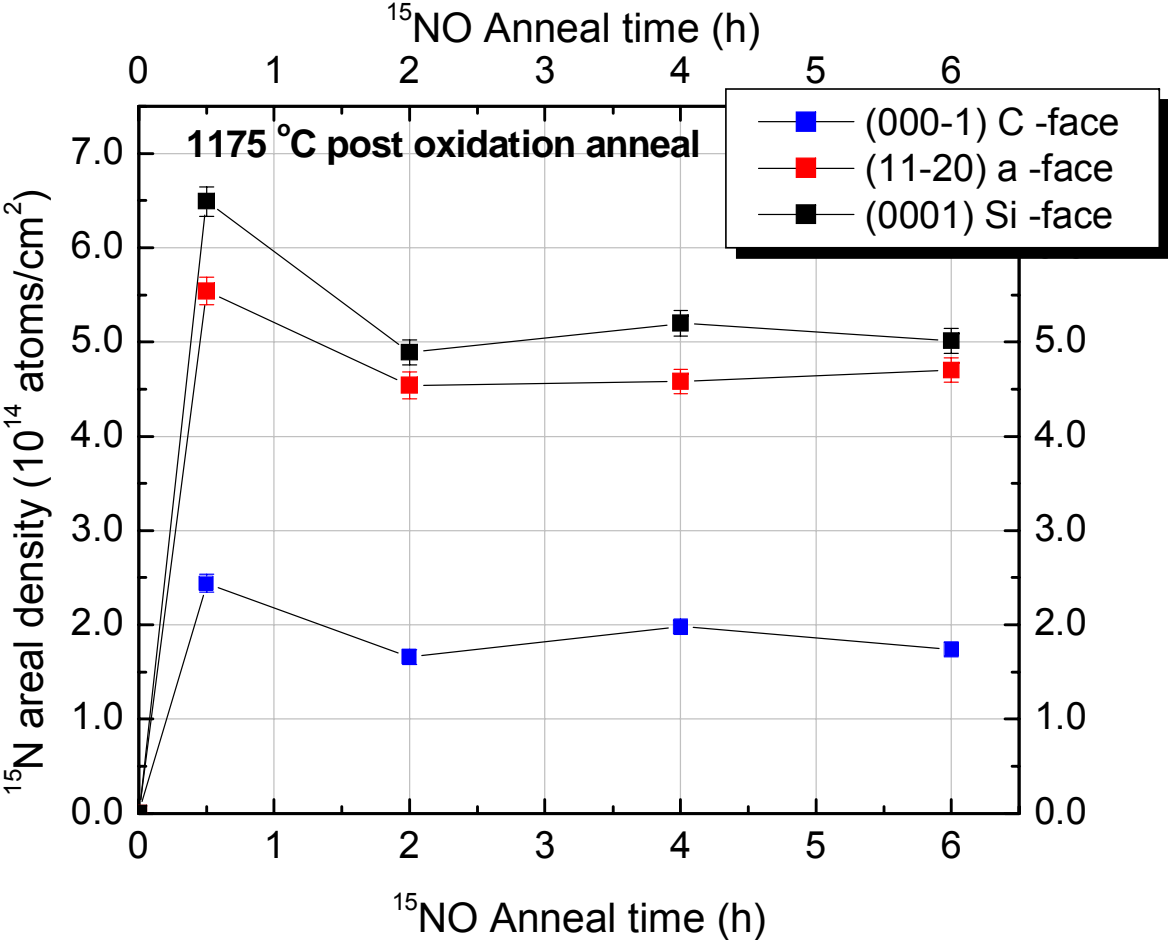 ¹⁵NO Anneal time (h)
0 1 2 3 4 5 6
(000-1) C -face
(11-20) a -face
(0001) Si -face
1175 °C post oxidation anneal
¹⁵N areal density (10¹⁴ atoms/cm²)
7.0
6.0
5.0 5.0
4.0 4.0
3.0 3.0
2.0 2.0
1.0 1.0
0.0 0.0
0 1 2 3 4 5 6
¹⁵NO Anneal time (h)